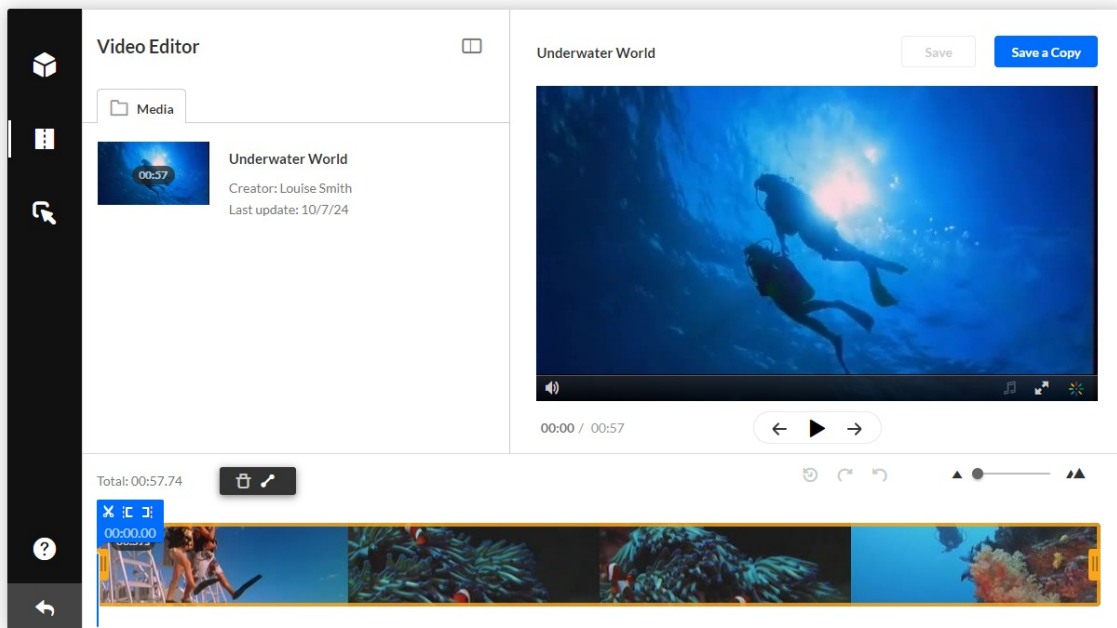 Video Editor
Media
00:57
Underwater World
Creator: Louise Smith
Last update: 10/7/24
Underwater World
Save
Save a Copy
00:00 / 00:57
Total: 00:57.74
00:00.00